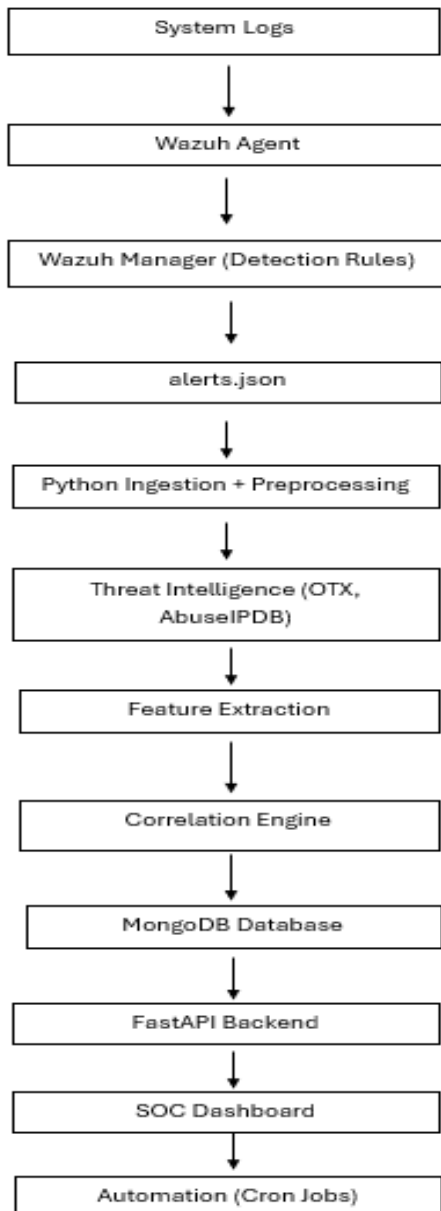 System Logs
Wazuh Agent
Wazuh Manager (Detection Rules)
alerts.json
Python Ingestion + Preprocessing
Threat Intelligence (OTX,
AbuseIPDB)
Feature Extraction
Correlation Engine
MongoDB Database
FastAPI Backend
SOC Dashboard
Automation (Cron Jobs)